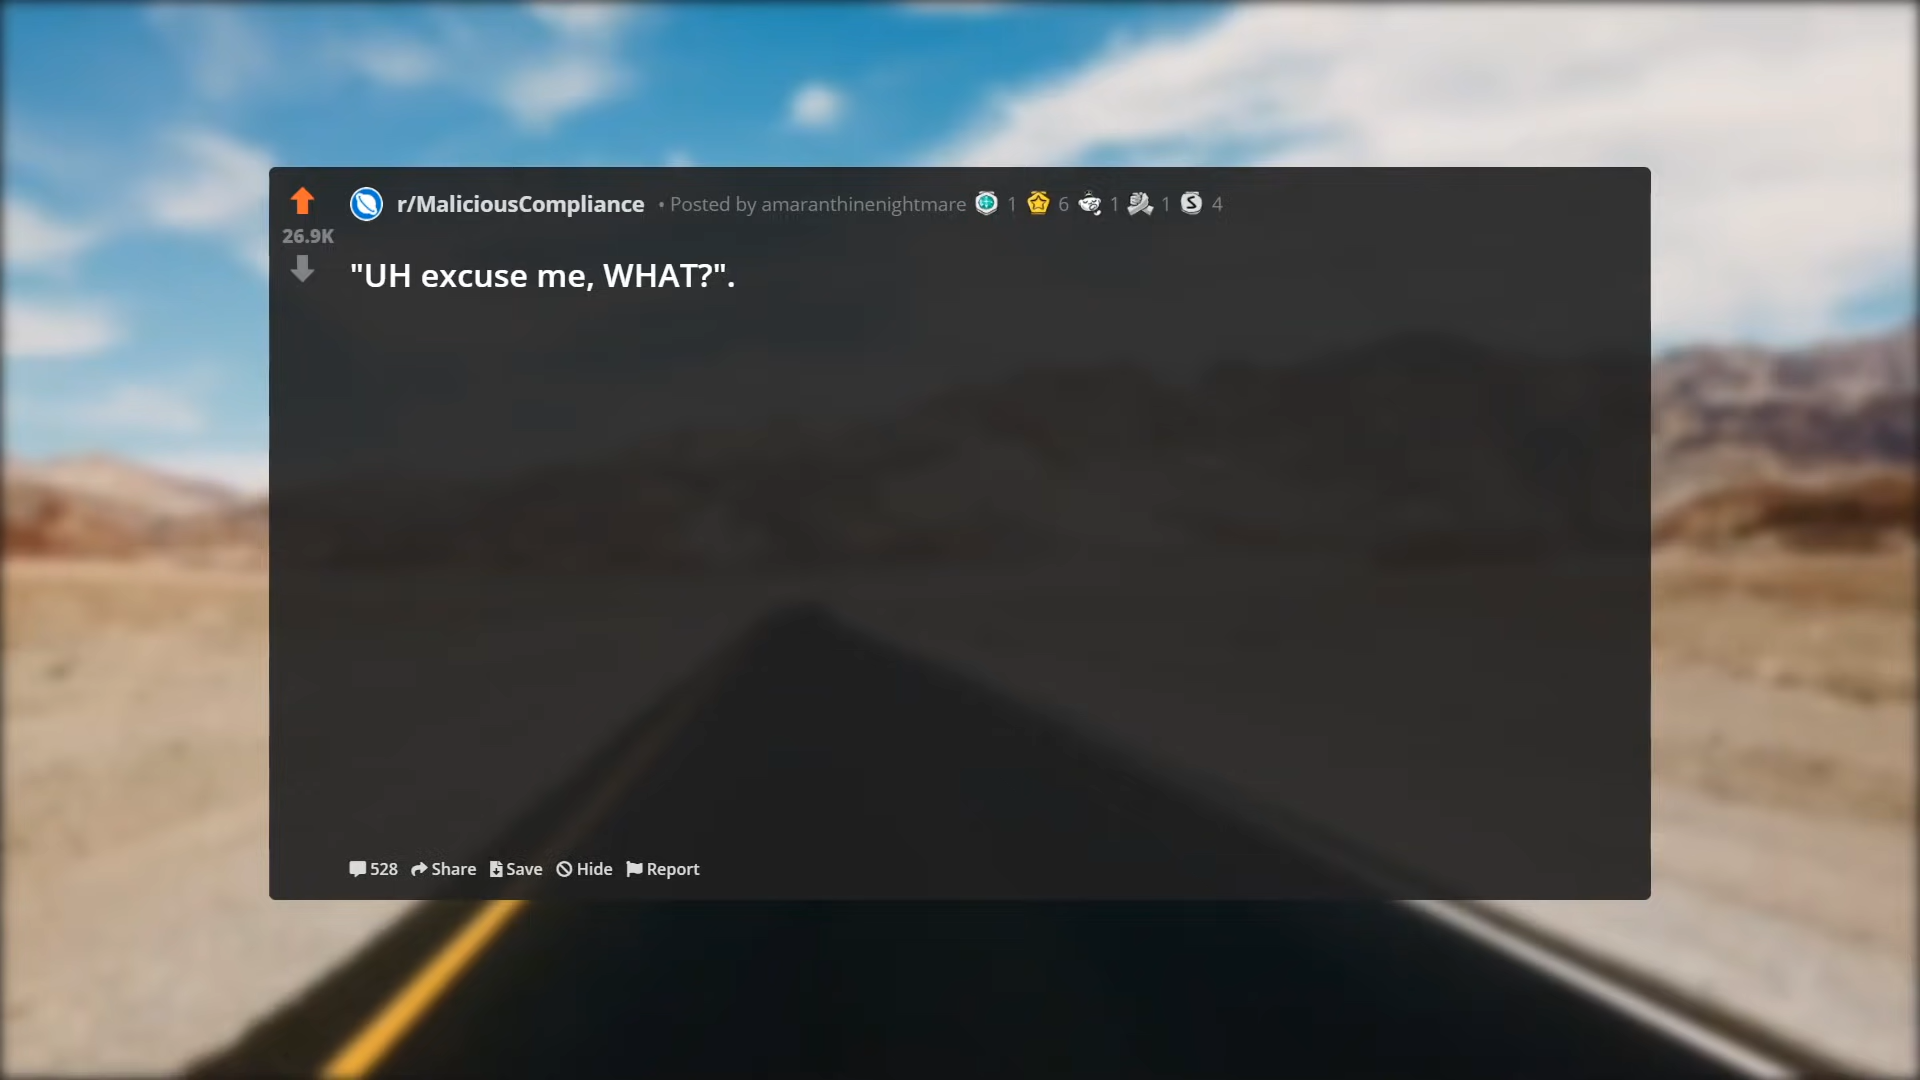 r/MaliciousCompliance • Posted by amaranthinenightmare 1 6 1 1 4
26.9K
"UH excuse me, WHAT?".
528 Share Save Hide Report